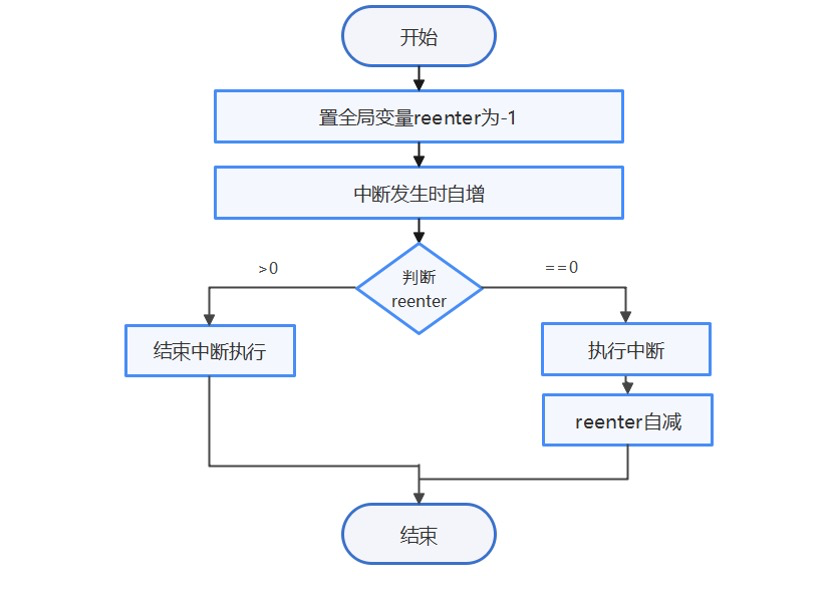 开始
置全局变量reenter为-1
中断发生时自增
>0
判断
reenter
==0
结束中断执行
执行中断
reenter自减
结束